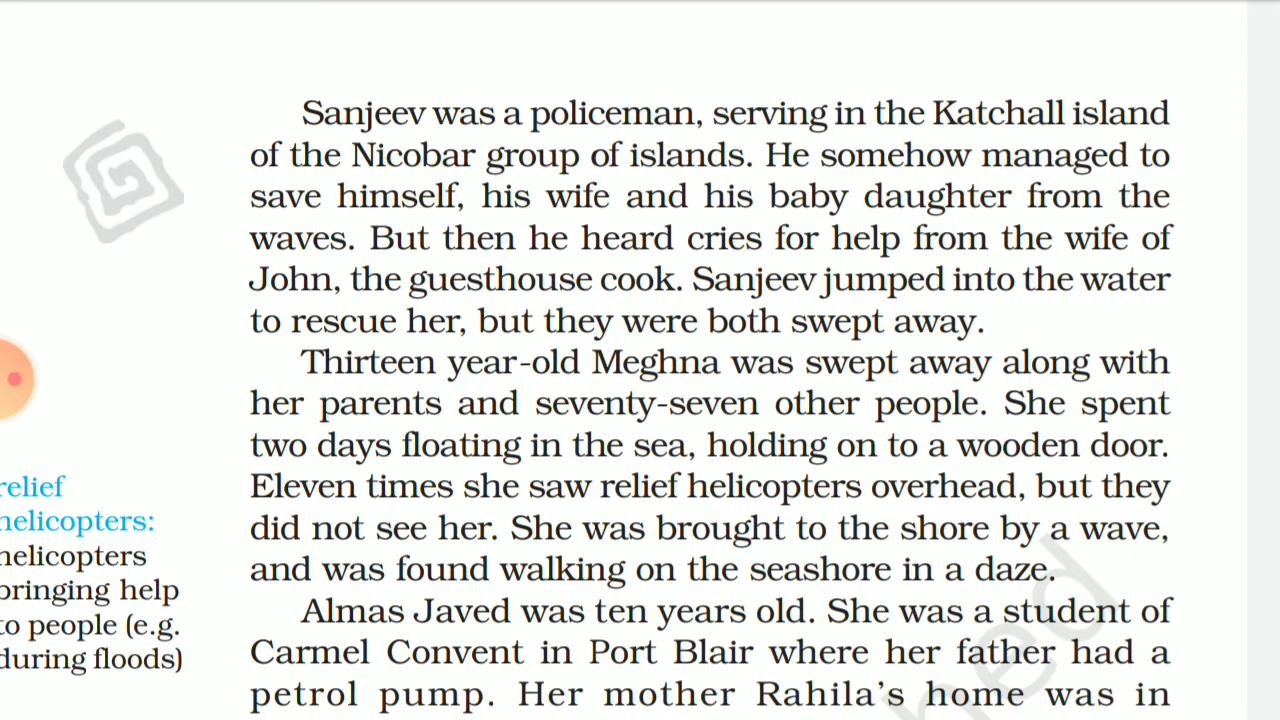 Sanjeev was a policeman, serving in the Katchall island
of the Nicobar group of islands. He somehow managed to
save himself, his wife and his baby daughter from the
waves. But then he heard cries for help from the wife of
John, the guesthouse cook. Sanjeev jumped into the water
to rescue her, but they were both swept away.
Thirteen year-old Meghna was swept away along with
her parents and seventy-seven other people. She spent
two days floating in the sea, holding on to a wooden door.
Eleven times she saw relief helicopters overhead, but they
did not see her. She was brought to the shore by a wave,
and was found walking on the seashore in a daze.
Almas Javed was ten years old. She was a student of
Carmel Convent in Port Blair where her father had a
petrol pump. Her mother Rahila's home was in
relief
helicopters:
helicopters
bringing help
to people (e.g.
during floods)